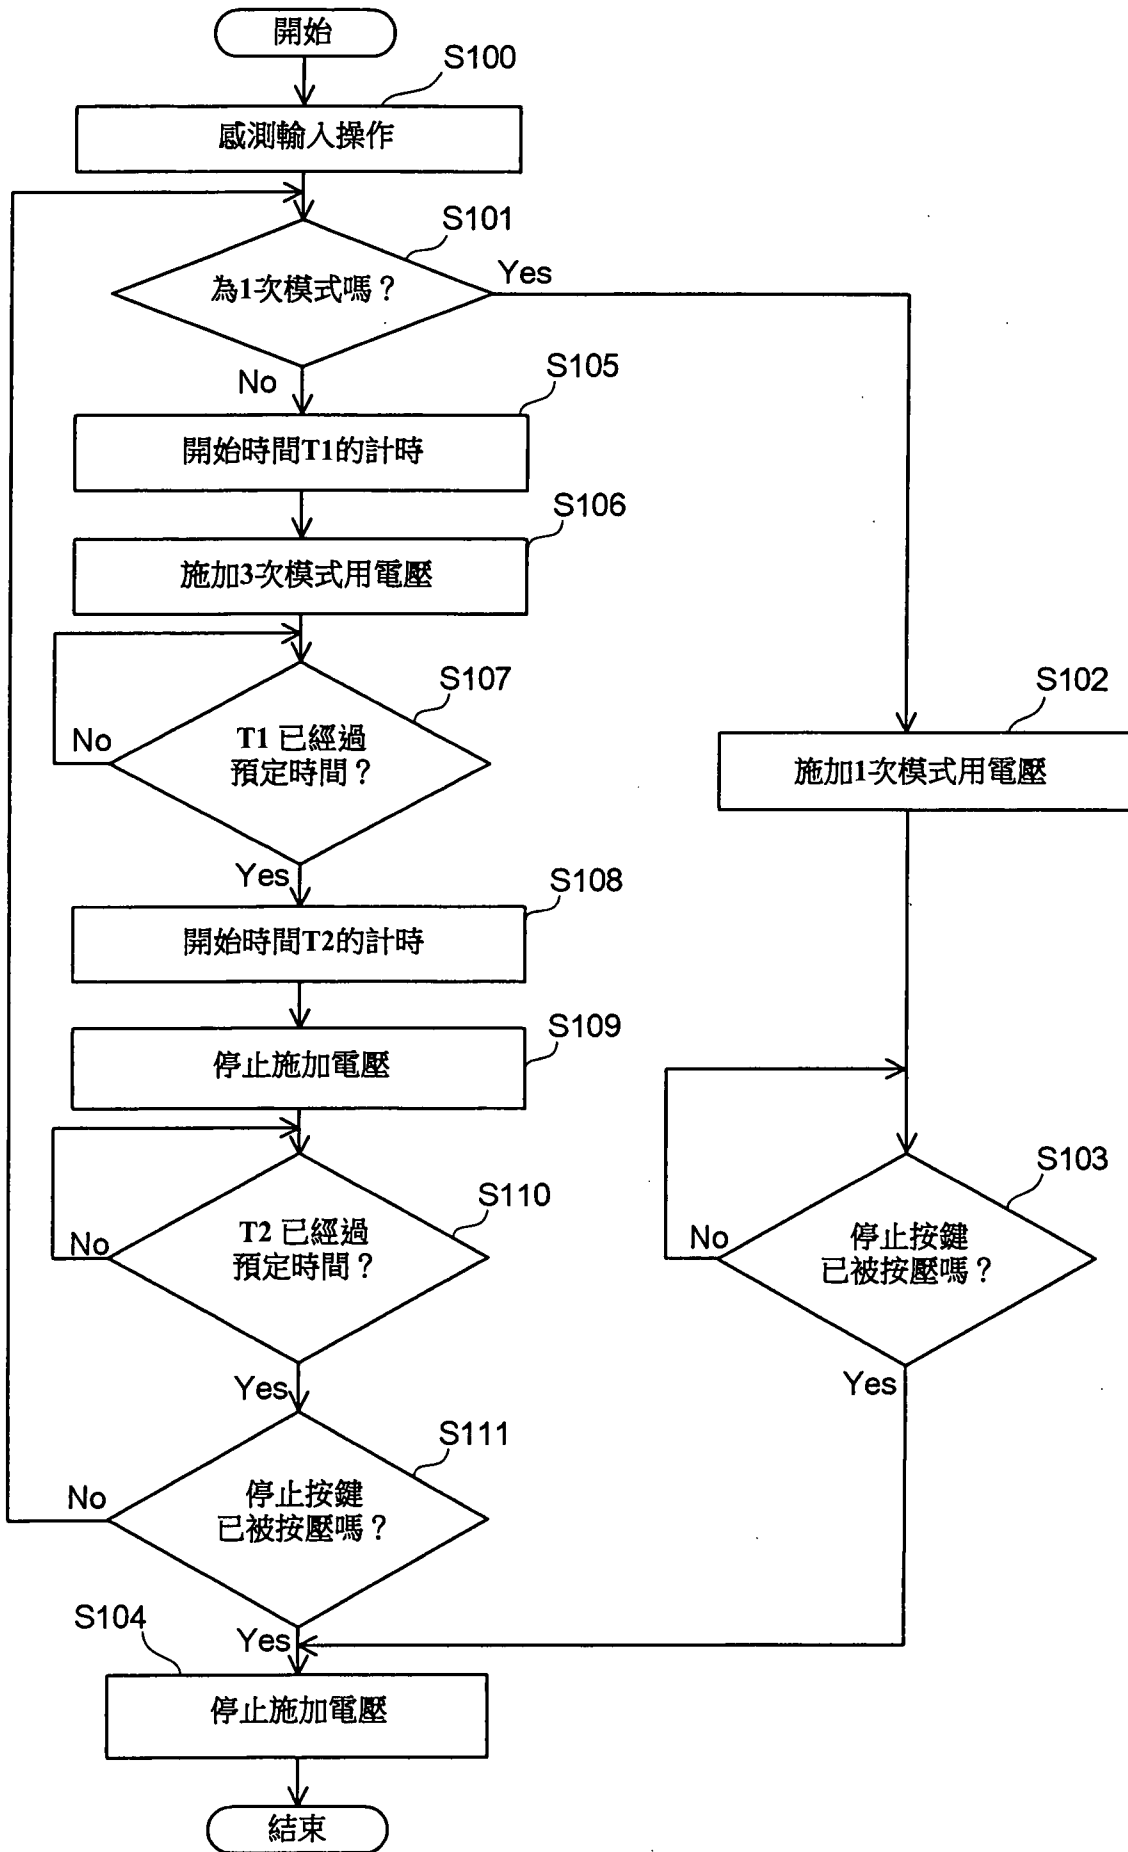 開始
S100
感測輸入操作
S101
為1次模式嗎？
Yes
No
S105
開始時間T1的計時
S106
施加3次模式用電壓
S107
T1 已經過
預定時間？
No
Yes
S102
施加1次模式用電壓
S108
開始時間T2的計時
S109
停止施加電壓
S110
T2 已經過
預定時間？
No
Yes
S103
停止按鍵
已被按壓嗎？
No
Yes
S111
停止按鍵
已被按壓嗎？
No
Yes
S104
停止施加電壓
結束